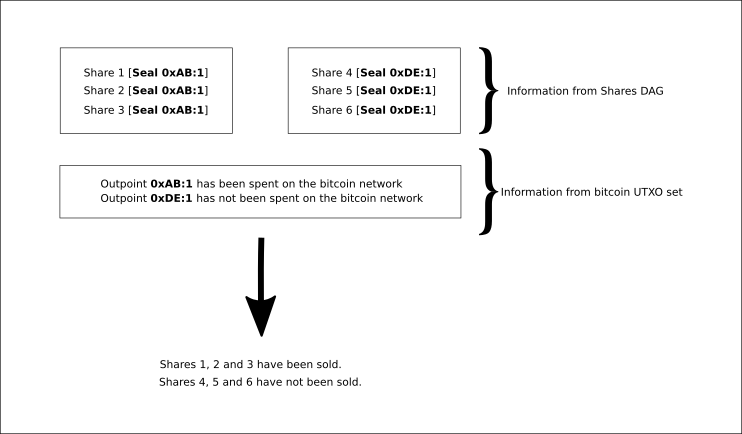 Share 1 [Seal 0xAB:1]
Share 2 [Seal 0xAB:1]
Share 3 [Seal 0xAB:1]
Share 4 [Seal 0xDE:1]
Share 5 [Seal 0xDE:1]
Share 6 [Seal 0xDE:1]
Information from Shares DAG
Outpoint 0xAB:1 has been spent on the bitcoin network
Outpoint 0xDE:1 has not been spent on the bitcoin network
Information from bitcoin UTXO set
Shares 1, 2 and 3 have been sold.
Shares 4, 5 and 6 have not been sold.